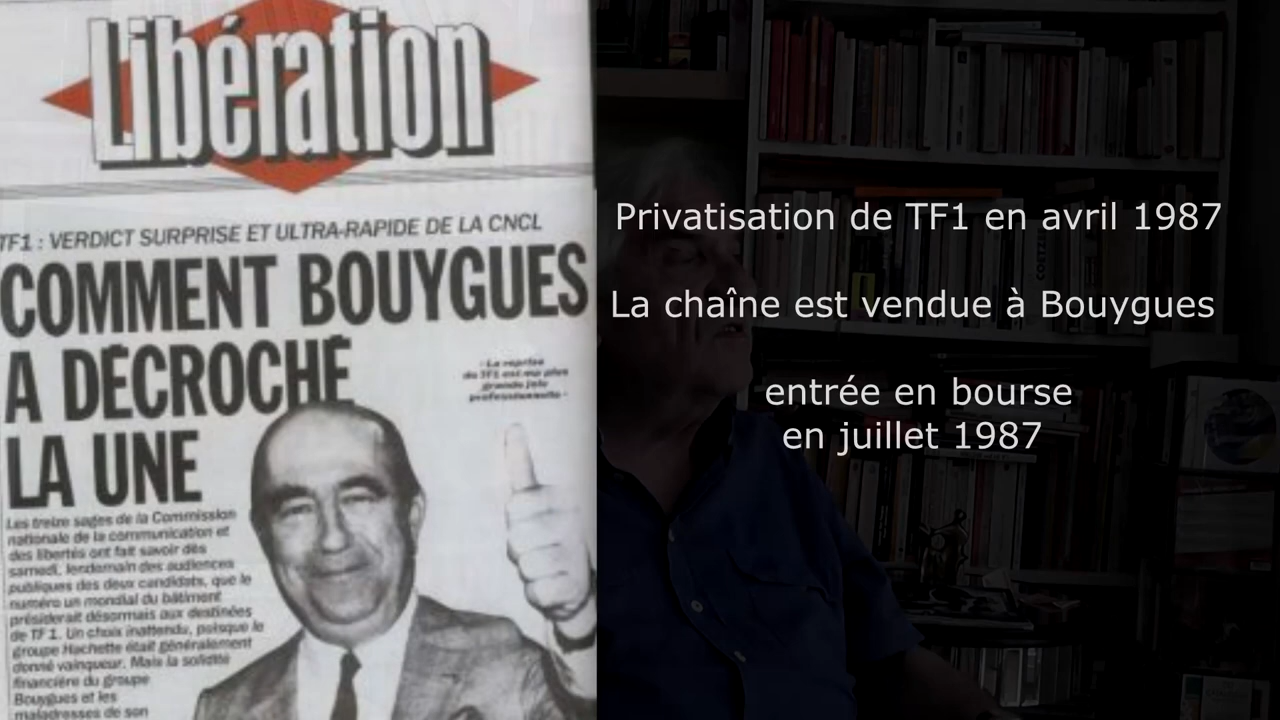 Libération
TF1 : VERDICT SURPRISE ET ULTRA-RAPIDE DE LA CNCL
COMMENT BOUYGUES
A DÉCROCHÉ
LA UNE
«La reprise
de TF1 est ma plus
grande joie
professionnelle»
Les treize sages de la Commission
nationale de la communication et
des libertés ont fait savoir dès
samedi, lendemain des audiences
publiques des deux candidats, que le
numéro un mondial du bâtiment
présiderait désormais aux destinées
de TF 1. Un choix inattendu, puisque le
groupe Hachette était généralement
donné vainqueur. Mais la solidité
financière du groupe
Bouygues et les
maladresses de son
Privatisation de TF1 en avril 1987
La chaîne est vendue à Bouygues
entrée en bourse
en juillet 1987